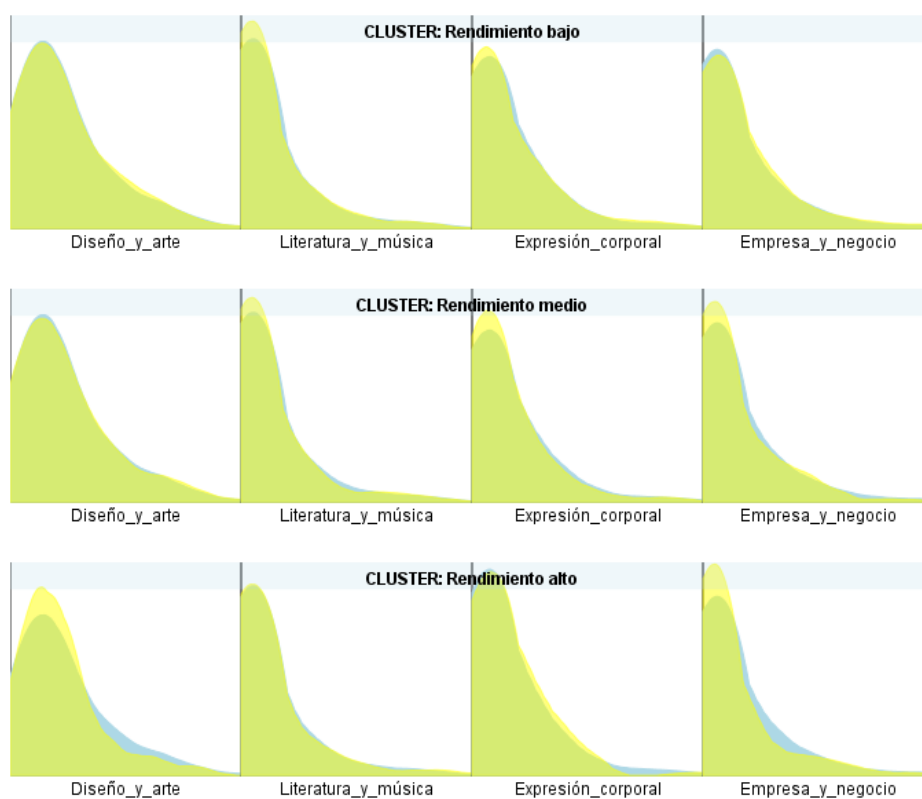 CLUSTER: Rendimiento bajo
Diseño_y_arte Literatura_y_música Expresión_corporal Empresa_y_negocio
CLUSTER: Rendimiento medio
Diseño_y_arte Literatura_y_música Expresión_corporal Empresa_y_negocio
CLUSTER: Rendimiento alto
Diseño_y_arte Literatura_y_música Expresión_corporal Empresa_y_negocio